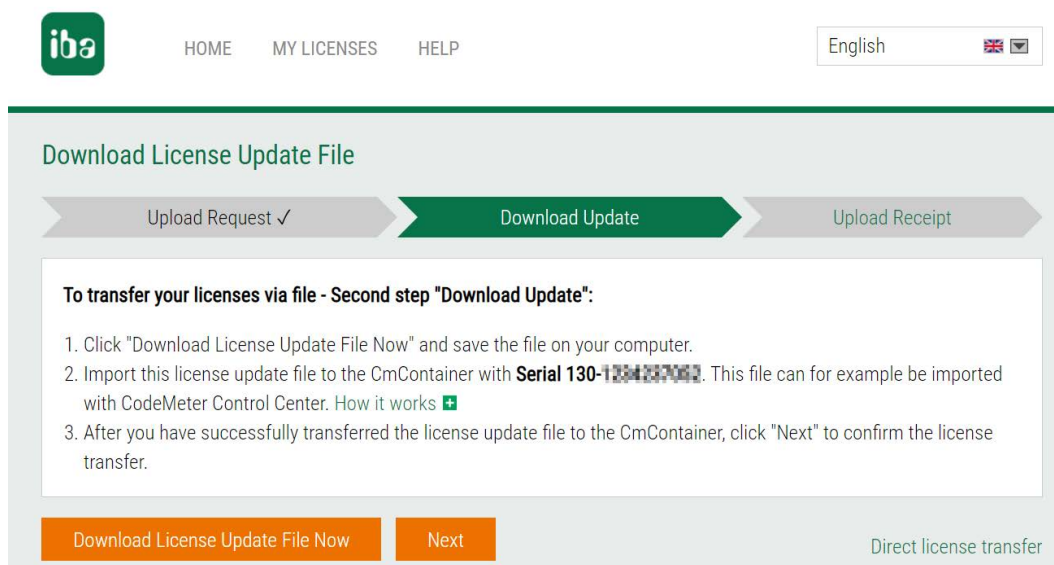 iba
HOME MY LICENSES HELP
English
Download License Update File
Upload Request ✓ Download Update Upload Receipt
To transfer your licenses via file - Second step "Download Update":
1. Click "Download License Update File Now" and save the file on your computer.
2. Import this license update file to the CmContainer with Serial 130- . This file can for example be imported
with CodeMeter Control Center. How it works +
3. After you have successfully transferred the license update file to the CmContainer, click "Next" to confirm the license
transfer.
Download License Update File Now Next
Direct license transfer